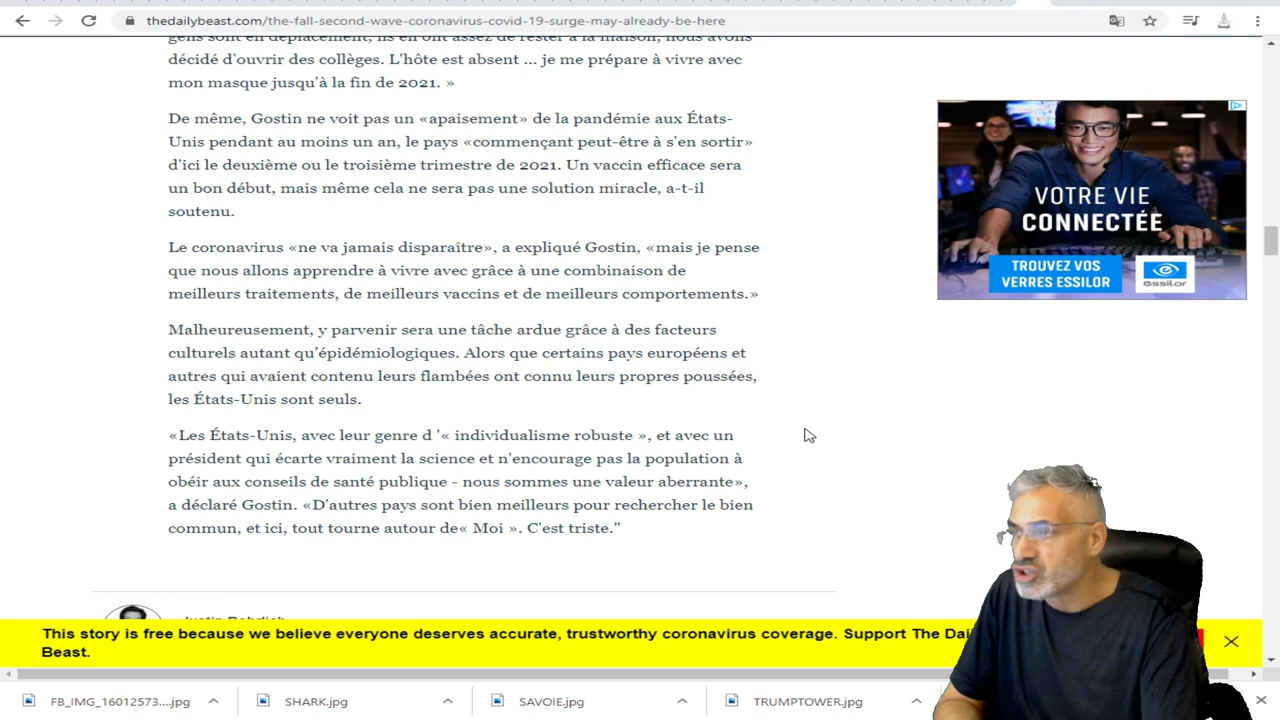 thedailybeast.com/the-fall-second-wave-coronavirus-covid-19-surge-may-already-be-here
gens sont en déplacement, ils en ont assez de rester à la maison, nous avons
décidé d'ouvrir des collèges. L'hôte est absent ... je me prépare à vivre avec
mon masque jusqu'à la fin de 2021. »
De même, Gostin ne voit pas un «apaisement» de la pandémie aux États-
Unis pendant au moins un an, le pays «commençant peut-être à s'en sortir»
d'ici le deuxième ou le troisième trimestre de 2021. Un vaccin efficace sera
un bon début, mais même cela ne sera pas une solution miracle, a-t-il
soutenu.
Le coronavirus «ne va jamais disparaître», a expliqué Gostin, «mais je pense
que nous allons apprendre à vivre avec grâce à une combinaison de
meilleurs traitements, de meilleurs vaccins et de meilleurs comportements.»
Malheureusement, y parvenir sera une tâche ardue grâce à des facteurs
culturels autant qu'épidémiologiques. Alors que certains pays européens et
autres qui avaient contenu leurs flambées ont connu leurs propres poussées,
les États-Unis sont seuls.
«Les États-Unis, avec leur genre d '« individualisme robuste », et avec un
président qui écarte vraiment la science et n'encourage pas la population à
obéir aux conseils de santé publique - nous sommes une valeur aberrante»,
a déclaré Gostin. «D'autres pays sont bien meilleurs pour rechercher le bien
commun, et ici, tout tourne autour de« Moi ». C'est triste."
VOTRE VIE
CONNECTÉE
TROUVEZ VOS
VERRES ESSILOR
essilor
This story is free because we believe everyone deserves accurate, trustworthy coronavirus coverage. Support The
Beast.
FB_IMG_16012573....jpg
SHARK.jpg
SAVOIE.jpg
TRUMPTOWER.jpg